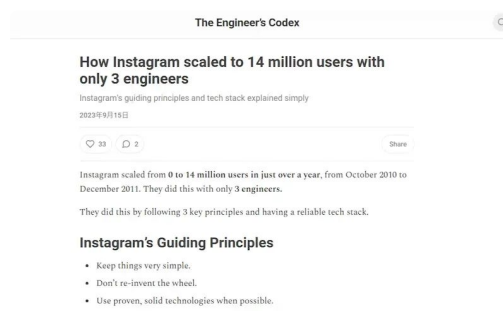 The Engineer's Codex
How Instagram scaled to 14 million users with
only 3 engineers
Instagram's guiding principles and tech stack explained simply
2023年9月15日
33 2 Share
Instagram scaled from 0 to 14 million users in just over a year, from October 2010 to
December 2011. They did this with only 3 engineers.
They did this by following 3 key principles and having a reliable tech stack.
Instagram's Guiding Principles
• Keep things very simple.
• Don't re-invent the wheel.
• Use proven, solid technologies when possible.